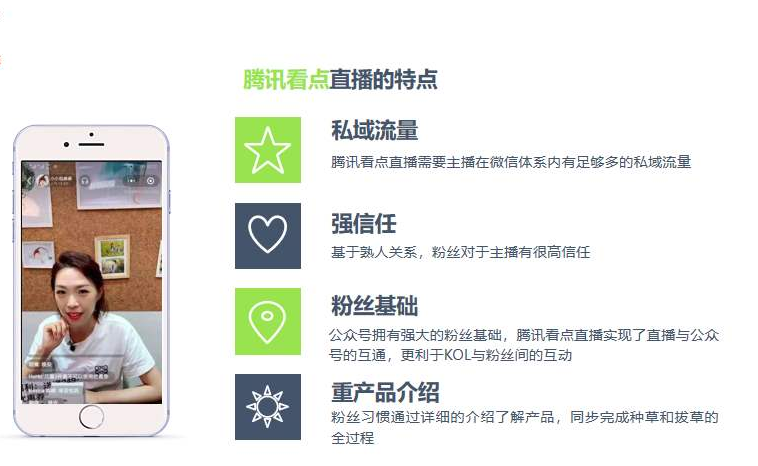 腾讯看点直播的特点
私域流量
腾讯看点直播需要主播在微信体系内有足够多的私域流量
强信任
基于熟人关系，粉丝对于主播有很高信任
粉丝基础
公众号拥有强大的粉丝基础，腾讯看点直播实现了直播与公众
号的互通，更利于KOL与粉丝间的互动
重产品介绍
粉丝习惯通过详细的介绍了解产品，同步完成种草和拔草的
全过程